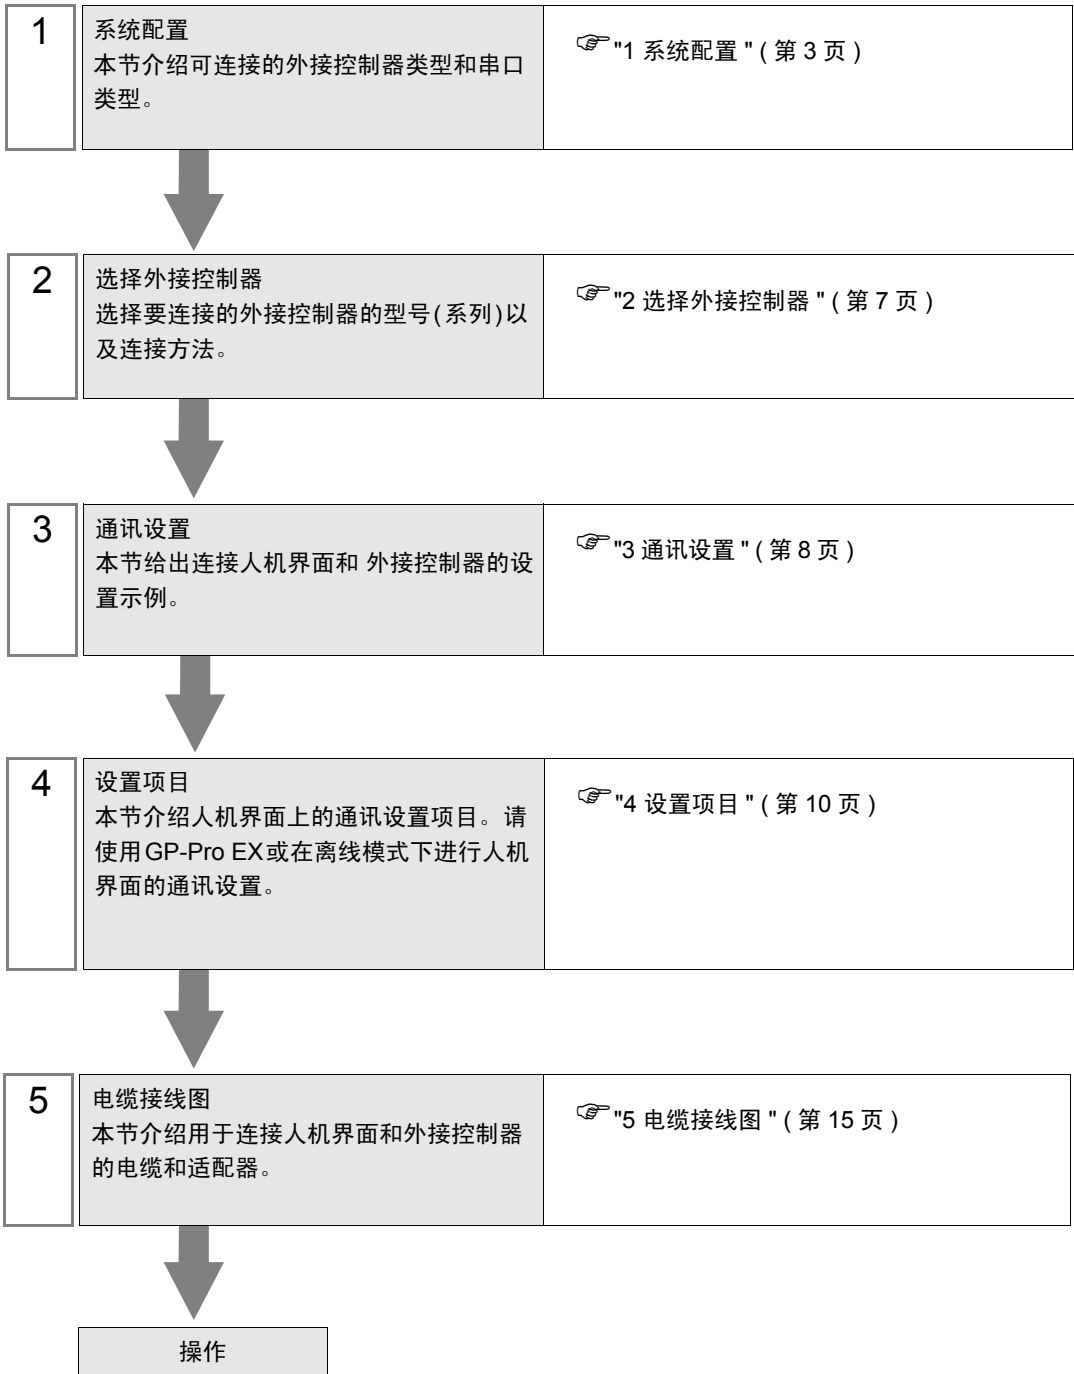 1
系统配置
本节介绍可连接的外接控制器类型和串口
类型。
☞"1 系统配置 " ( 第 3 页 )
2
选择外接控制器
选择要连接的外接控制器的型号(系列)以
及连接方法。
☞"2 选择外接控制器 " ( 第 7 页 )
3
通讯设置
本节给出连接人机界面和 外接控制器的设
置示例。
☞"3 通讯设置 " ( 第 8 页 )
4
设置项目
本节介绍人机界面上的通讯设置项目。请
使用GP-Pro EX或在离线模式下进行人机
界面的通讯设置。
☞"4 设置项目 " ( 第 10 页 )
5
电缆接线图
本节介绍用于连接人机界面和外接控制器
的电缆和适配器。
☞"5 电缆接线图 " ( 第 15 页 )
操作